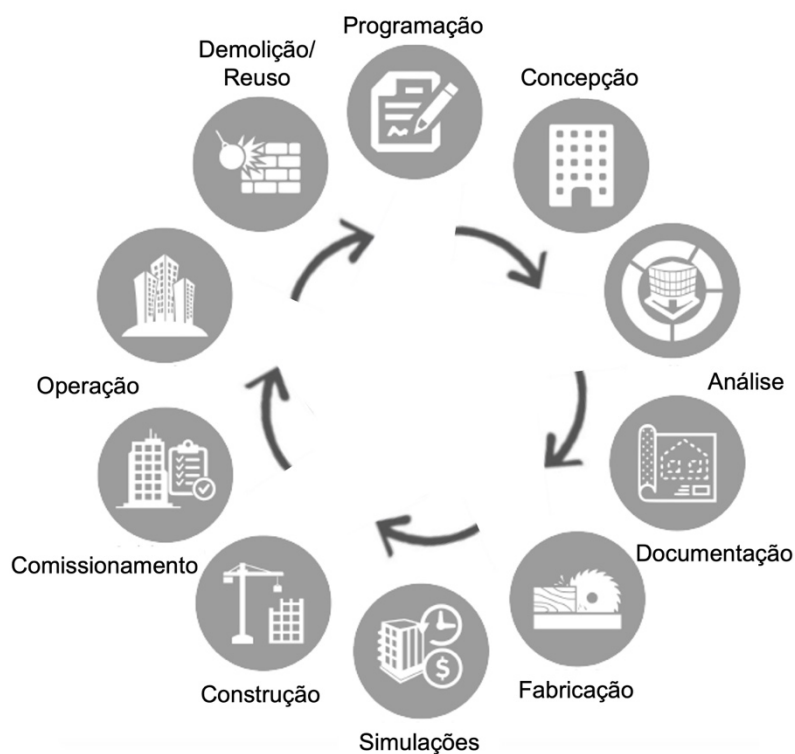 Programação
Concepção
Análise
Documentação
Fabricação
Simulações
Construção
Comissionamento
Operação
Demolição/
Reuso
$